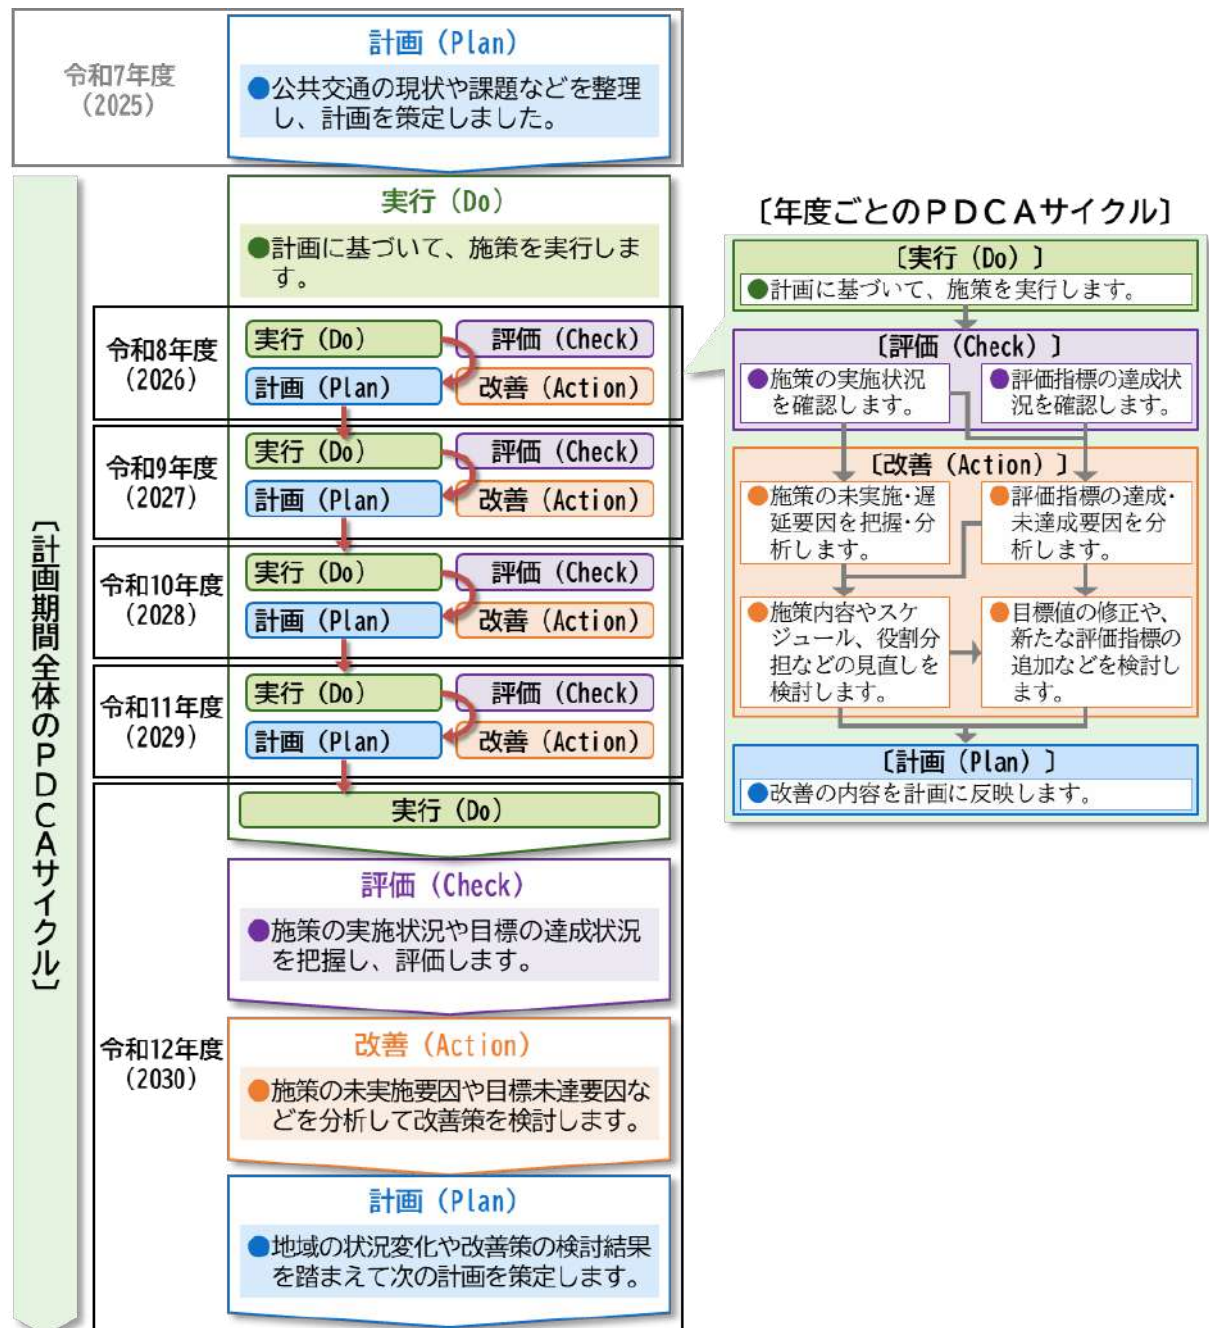 計画（Plan）
令和7年度
（2025）
●公共交通の現状や課題などを整理
し、計画を策定しました。
〔計画期間全体のＰＤＣＡサイクル〕
実行（Do）
●計画に基づいて、施策を実行しま
す。
令和8年度
（2026）
実行（Do）
評価（Check）
計画（Plan）
改善（Action）
令和9年度
（2027）
実行（Do）
評価（Check）
計画（Plan）
改善（Action）
令和10年度
（2028）
実行（Do）
評価（Check）
計画（Plan）
改善（Action）
令和11年度
（2029）
実行（Do）
評価（Check）
計画（Plan）
改善（Action）
令和12年度
（2030）
実行（Do）
評価（Check）
●施策の実施状況や目標の達成状況
を把握し、評価します。
改善（Action）
●施策の未実施要因や目標未達要因な
どを分析して改善策を検討します。
計画（Plan）
●地域の状況変化や改善策の検討結果
を踏まえて次の計画を策定します。
〔年度ごとのＰＤＣＡサイクル〕
〔実行（Do）〕
●計画に基づいて、施策を実行します。
〔評価（Check）〕
●施策の実施状況
を確認します。
●評価指標の達成状
況を確認します。
〔改善（Action）〕
●施策の未実施・遅
延要因を把握・分
析します。
●評価指標の達成・
未達成要因を分
析します。
●施策内容やスケ
ジュール、役割分
担などの見直しを
検討します。
●目標値の修正や、
新たな評価指標の
追加などを検討し
ます。
〔計画（Plan）〕
●改善の内容を計画に反映します。